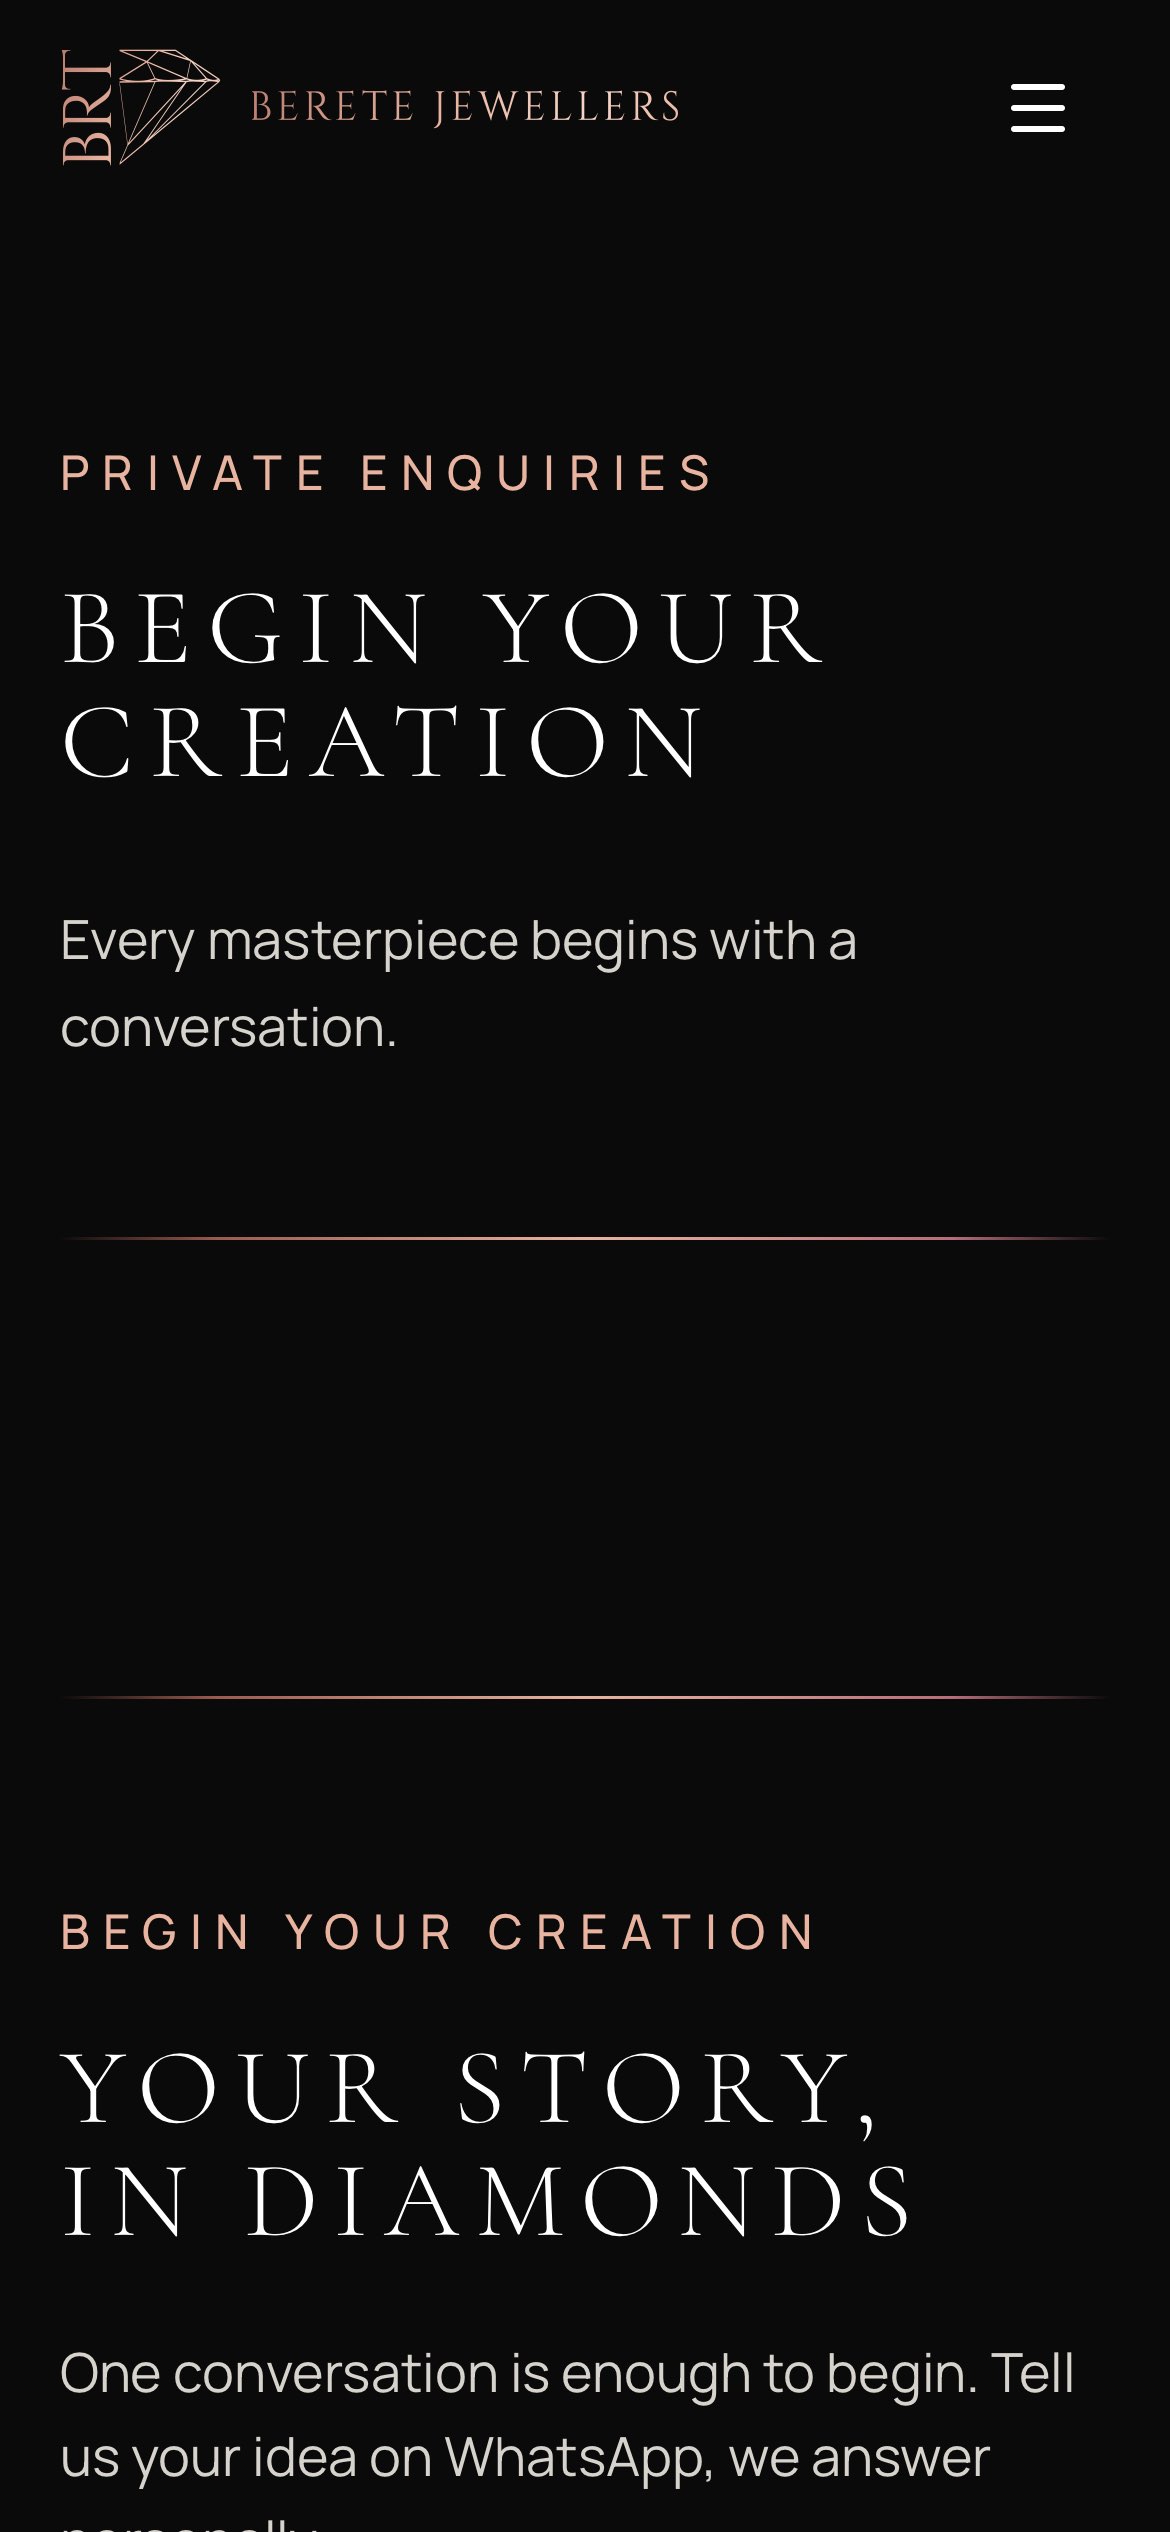 BRT
BERETE JEWELLERS
PRIVATE ENQUIRIES
BEGIN YOUR
CREATION
Every masterpiece begins with a
conversation.
BEGIN YOUR CREATION
YOUR STORY,
IN DIAMONDS
One conversation is enough to begin. Tell
us your idea on WhatsApp, we answer
personally.